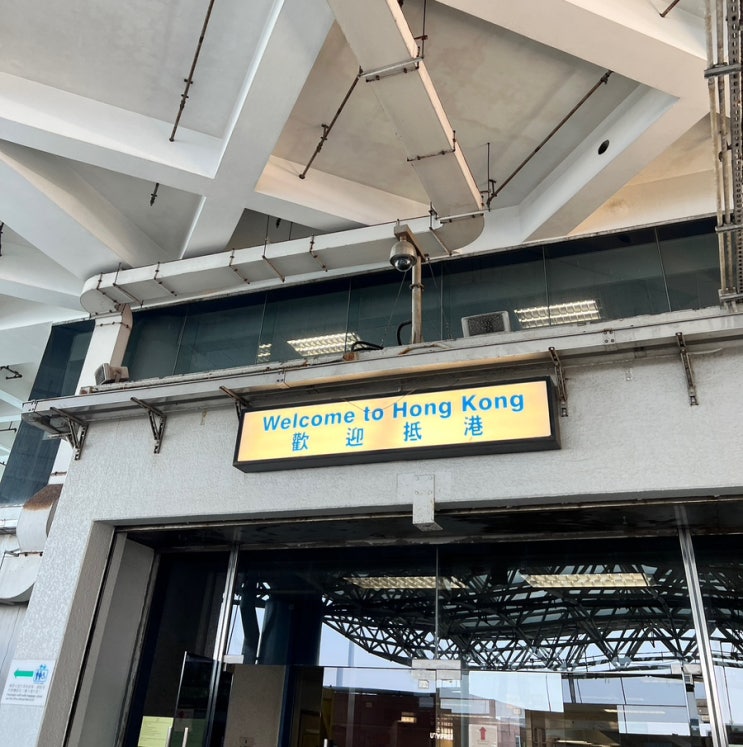 Welcome to Hong Kong
歡迎抵港